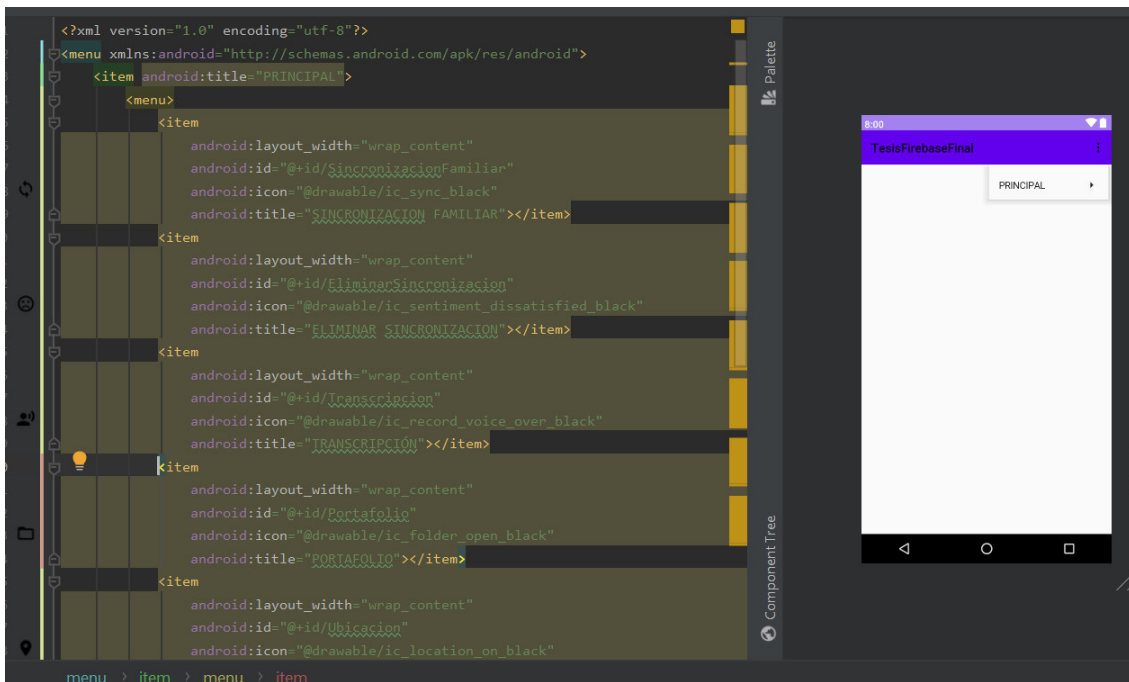 <?xml version="1.0" encoding="utf-8"?>
<menu xmlns:android="http://schemas.android.com/apk/res/android">
<item android:title="PRINCIPAL">
<menu>
<item
android:layout_width="wrap_content"
android:id="@+id/SincronizacionFamiliar"
android:icon="@drawable/ic_sync_black"
android:title="SINCRONIZACION FAMILIAR"></item>
<item
android:layout_width="wrap_content"
android:id="@+id/EliminarSincronizacion"
android:icon="@drawable/ic_sentiment_dissatisfied_black"
android:title="ELIMINAR SINCRONIZACION"></item>
<item
android:layout_width="wrap_content"
android:id="@+id/Transcripcion"
android:icon="@drawable/ic_record_voice_over_black"
android:title="TRANSCRIPCIÓN"></item>
<item
android:layout_width="wrap_content"
android:id="@+id/Portafolio"
android:icon="@drawable/ic_folder_open_black"
android:title="PORTAFOLIO"></item>
<item
android:layout_width="wrap_content"
android:id="@+id/Ubicacion"
android:icon="@drawable/ic_location_on_black"
menu > item > menu > item
Palette
Component Tree
8:00
TesisFirebaseFinal
PRINCIPAL